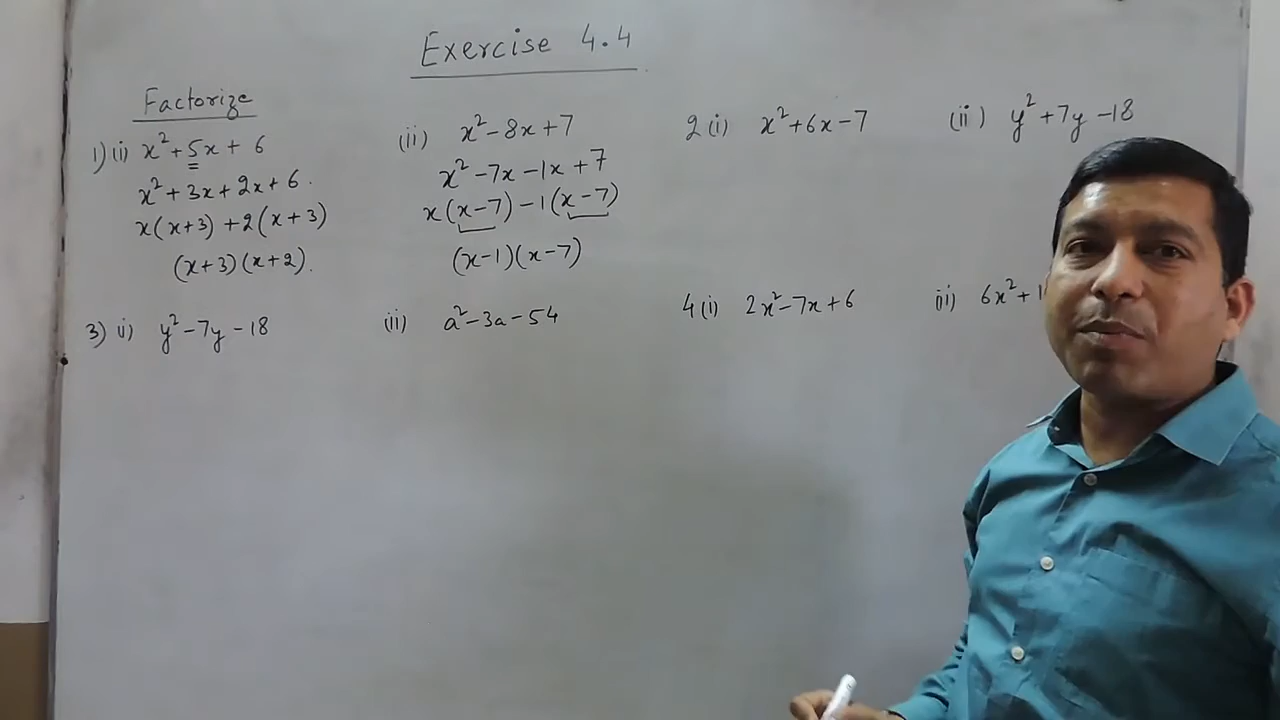 Exercise 4.4
Factorize
1) (i) x² + 5x + 6
x² + 3x + 2x + 6.
x(x+3) + 2(x+3)
(x+3)(x+2).
(ii) x² - 8x + 7
x² - 7x - 1x + 7
x(x-7) - 1(x-7)
(x-1)(x-7)
2 (i) x² + 6x - 7
(ii) y² + 7y - 18
3) i) y² - 7y - 18
(ii) a² - 3a - 54
4 (i) 2x² - 7x + 6
ii) 6x² + 1